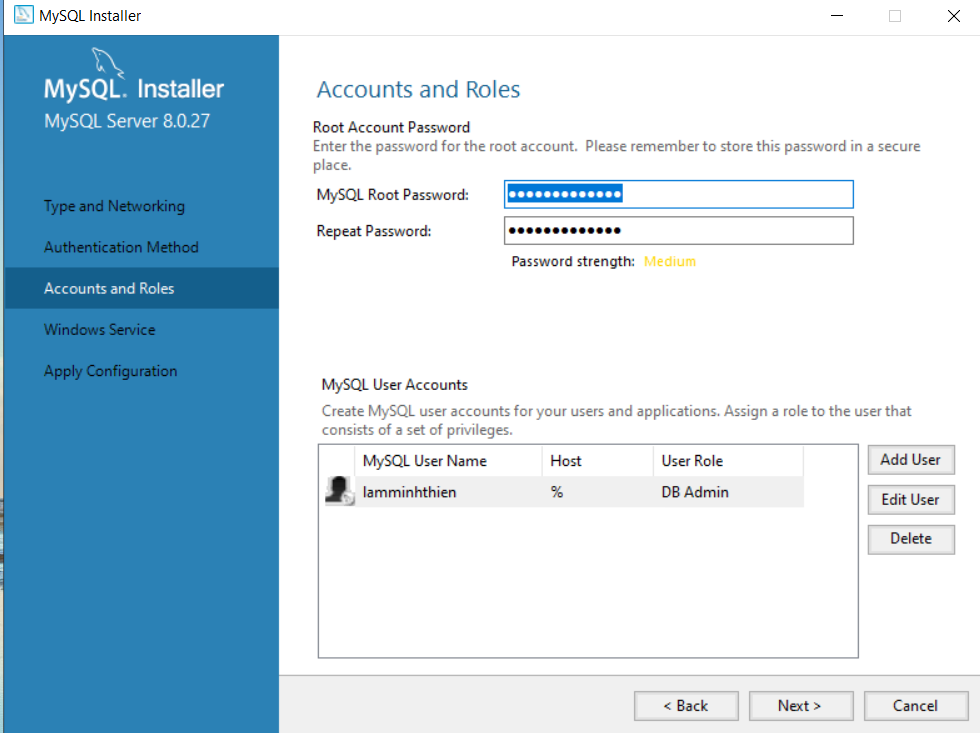 MySQL Installer
MySQL. Installer
MySQL Server 8.0.27
Type and Networking
Authentication Method
Accounts and Roles
Windows Service
Apply Configuration
Accounts and Roles
Root Account Password
Enter the password for the root account. Please remember to store this password in a secure
place.
MySQL Root Password: ●●●●●●●●●●●●●
Repeat Password: ●●●●●●●●●●●●●
Password strength: Medium
MySQL User Accounts
Create MySQL user accounts for your users and applications. Assign a role to the user that
consists of a set of privileges.
MySQL User Name Host User Role
lamminhthien % DB Admin
Add User
Edit User
Delete
< Back Next > Cancel